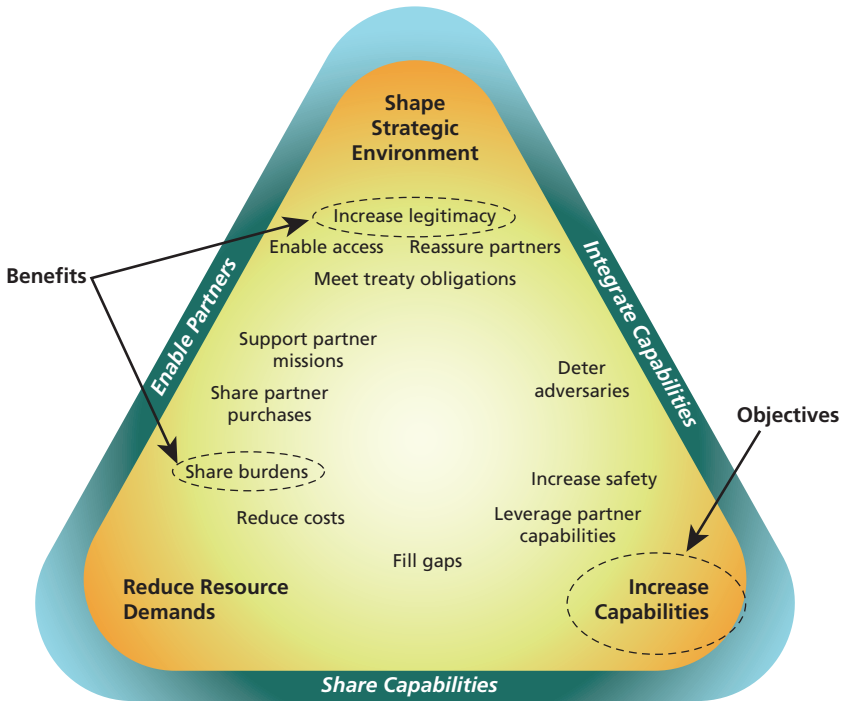 Shape
Strategic
Environment
Increase legitimacy
Enable access
Reassure partners
Meet treaty obligations
Benefits
Enable Partners
Integrate Capabilities
Support partner
missions
Share partner
purchases
Deter
adversaries
Objectives
Share burdens
Increase safety
Reduce costs
Leverage partner
capabilities
Fill gaps
Reduce Resource
Demands
Increase
Capabilities
Share Capabilities